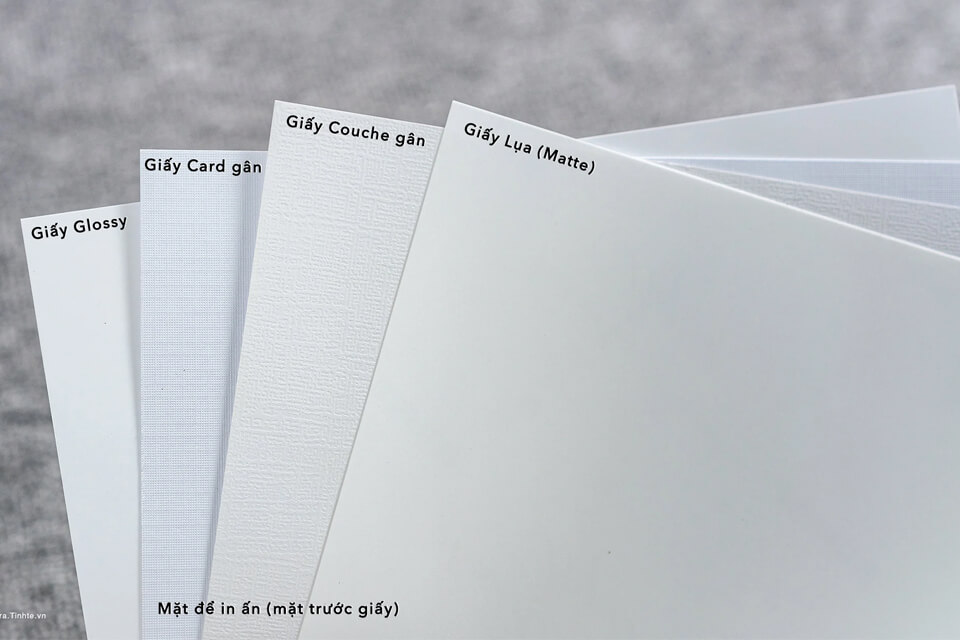 Giấy Glossy
Giấy Card gân
Giấy Couche gân
Giấy Lụa (Matte)
Mặt để in ấn (mặt trước giấy)
ra.Tinhte.vn